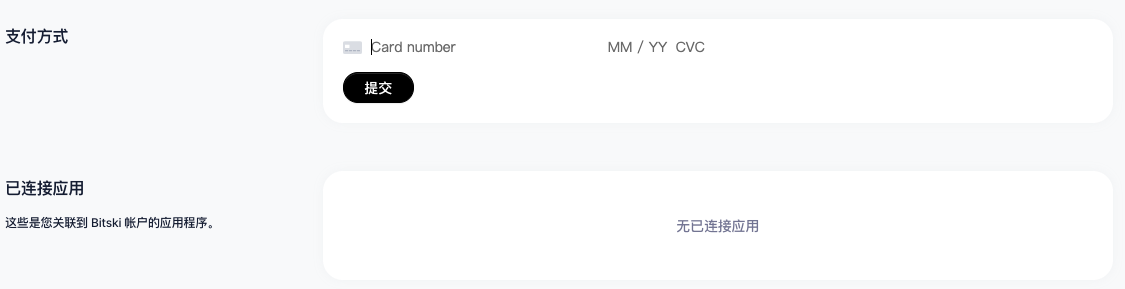 支付方式
Card number MM / YY CVC
提交
已连接应用
这些是您关联到 Bitski 帐户的应用程序。
无已连接应用